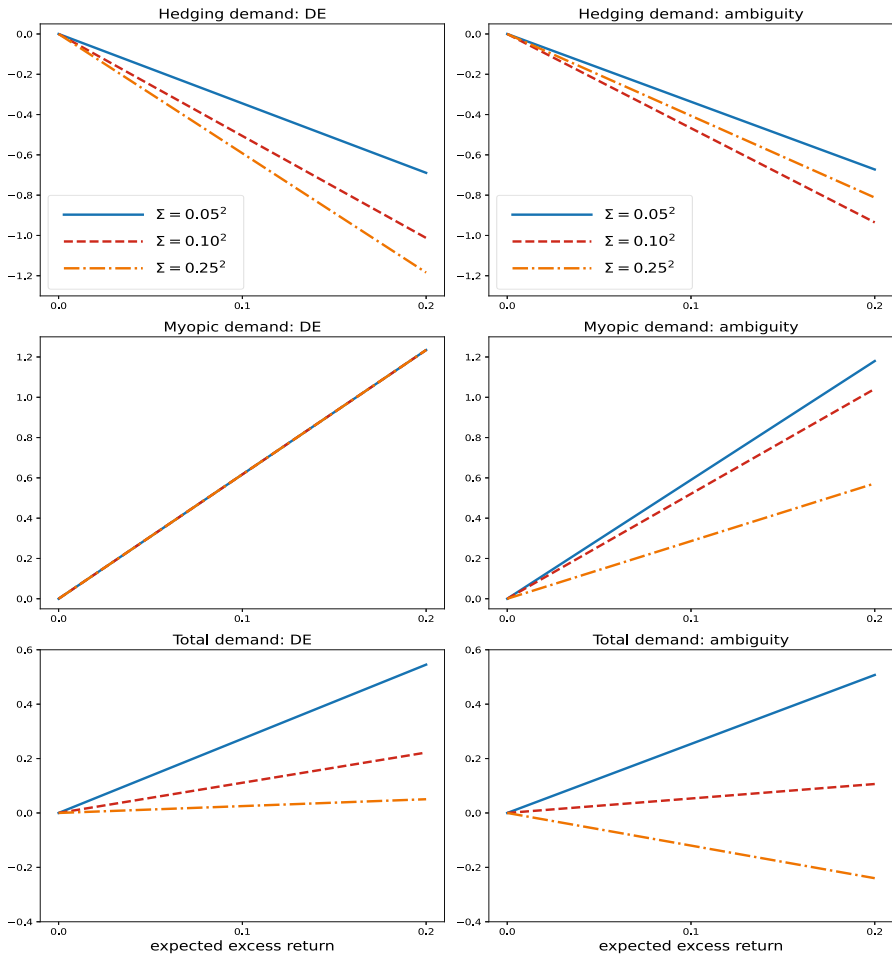 Hedging demand: DE
0.0
−0.2
−0.4
−0.6
−0.8
−1.0
−1.2
Σ = 0.05²
Σ = 0.10²
Σ = 0.25²
0.0 0.1 0.2
Hedging demand: ambiguity
0.0
−0.2
−0.4
−0.6
−0.8
−1.0
−1.2
Σ = 0.05²
Σ = 0.10²
Σ = 0.25²
0.0 0.1 0.2
Myopic demand: DE
1.2
1.0
0.8
0.6
0.4
0.2
0.0
0.0 0.1 0.2
Myopic demand: ambiguity
1.2
1.0
0.8
0.6
0.4
0.2
0.0
0.0 0.1 0.2
Total demand: DE
0.6
0.4
0.2
0.0
−0.2
−0.4
0.0 0.1 0.2
expected excess return
Total demand: ambiguity
0.6
0.4
0.2
0.0
−0.2
−0.4
0.0 0.1 0.2
expected excess return